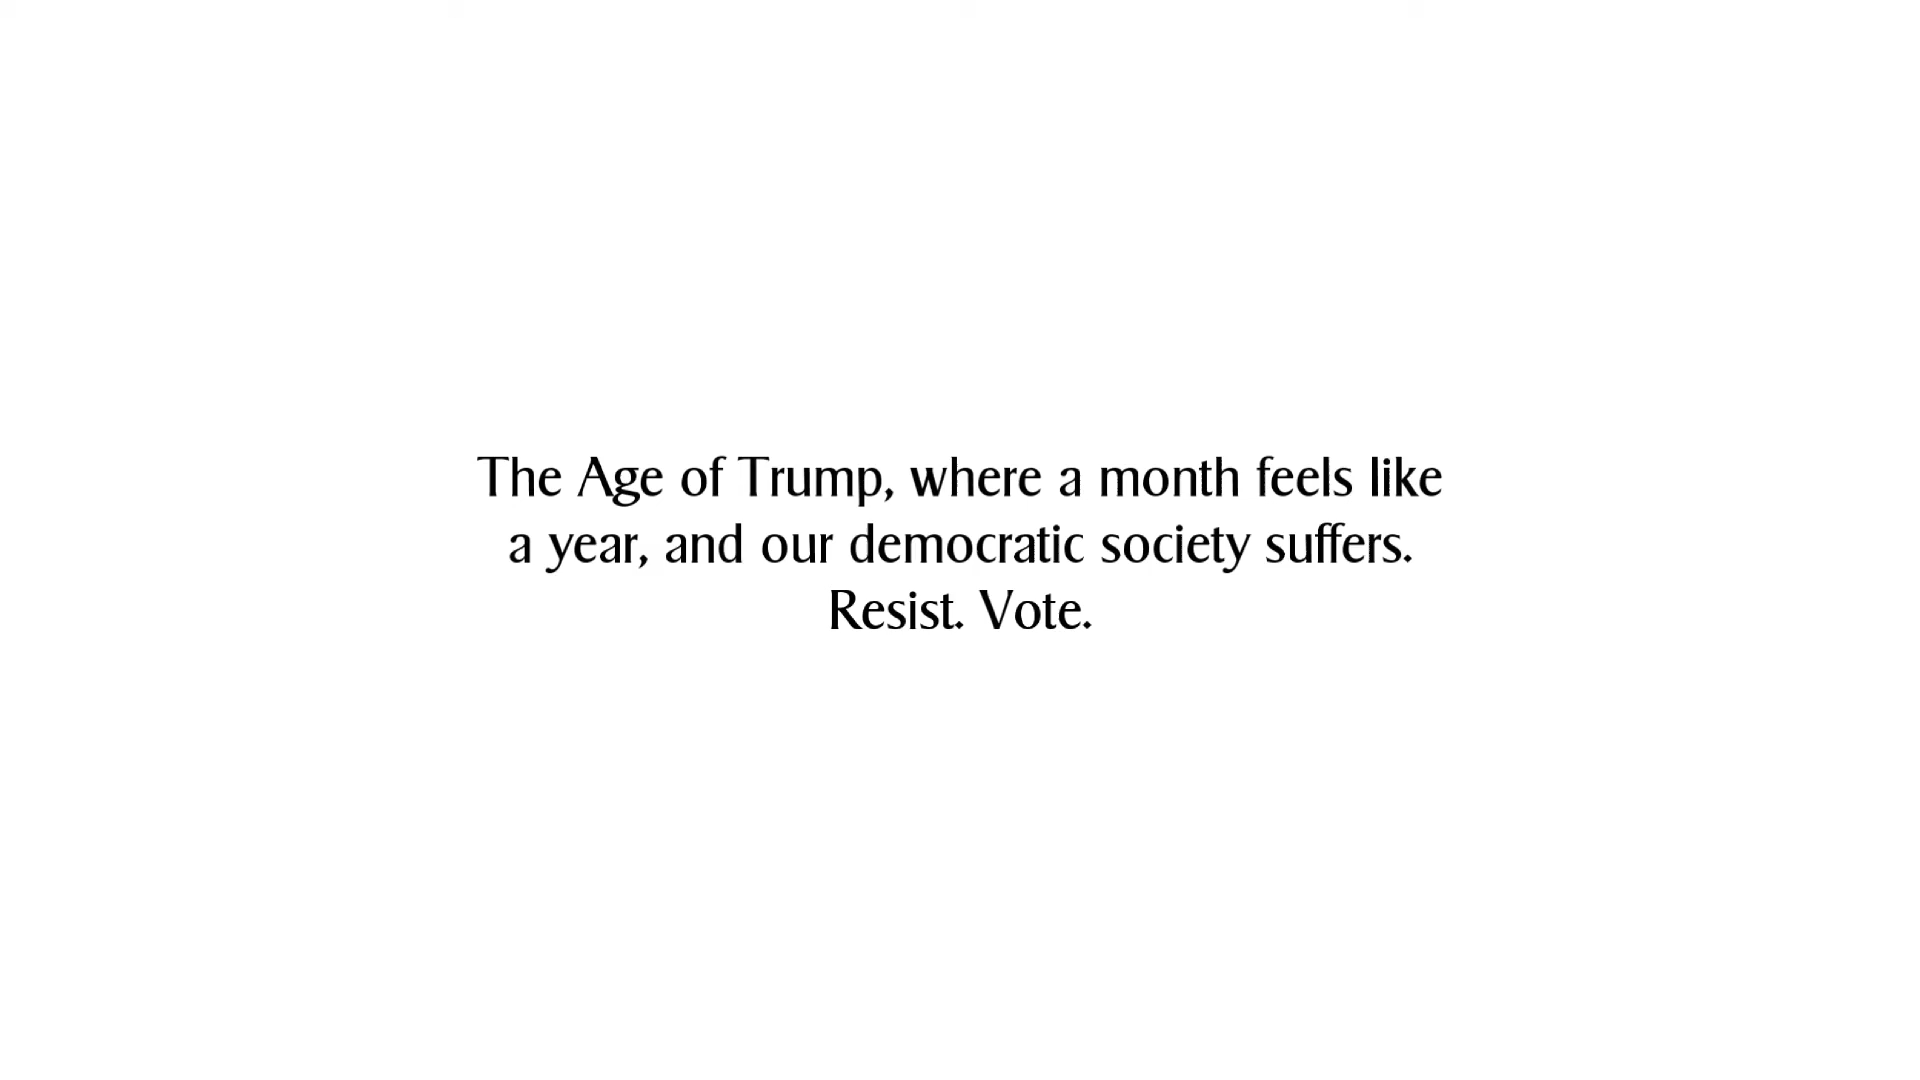 The Age of Trump, where a month feels like
a year, and our democratic society suffers.
Resist. Vote.